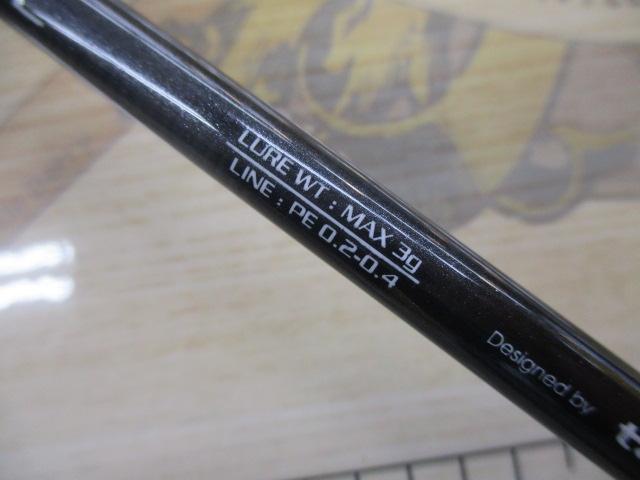 LURE WT : MAX 3g
LINE : PE 0.2-0.4
Designed by